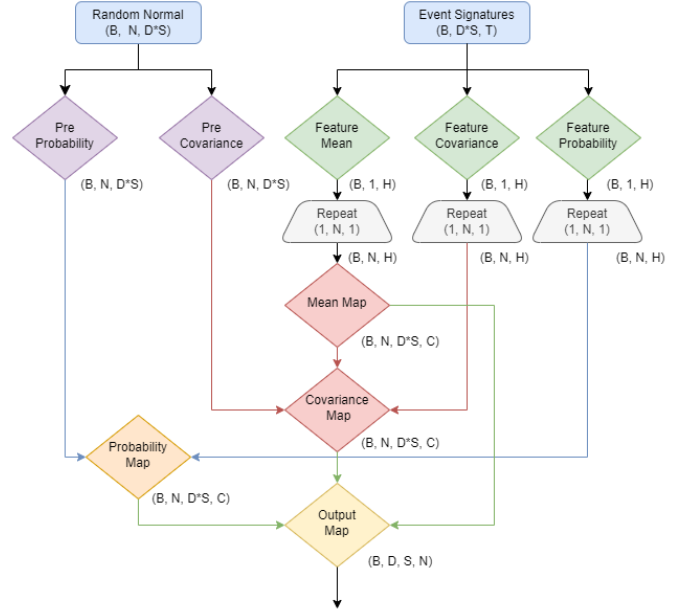 Random Normal
(B, N, D*S)
Event Signatures
(B, D*S, T)
Pre
Probability
Pre
Covariance
Feature
Mean
Feature
Covariance
Feature
Probability
(B, N, D*S)
(B, N, D*S)
(B, 1, H)
(B, 1, H)
(B, 1, H)
Repeat
(1, N, 1)
Repeat
(1, N, 1)
Repeat
(1, N, 1)
(B, N, H)
(B, N, H)
(B, N, H)
Mean Map
(B, N, D*S, C)
Covariance
Map
(B, N, D*S, C)
Probability
Map
(B, N, D*S, C)
Output
Map
(B, D, S, N)